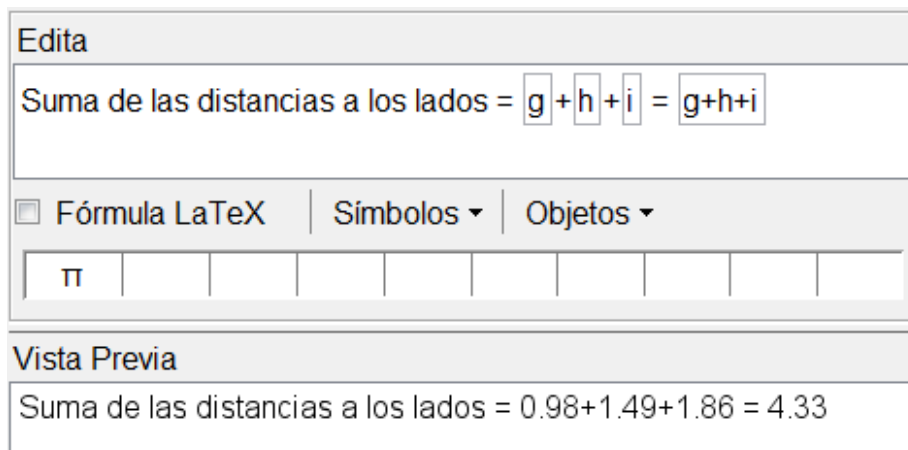 Edita
Suma de las distancias a los lados = g + h + i = g+h+i
Fórmula LaTeX Símbolos Objetos
π
Vista Previa
Suma de las distancias a los lados = 0.98+1.49+1.86 = 4.33